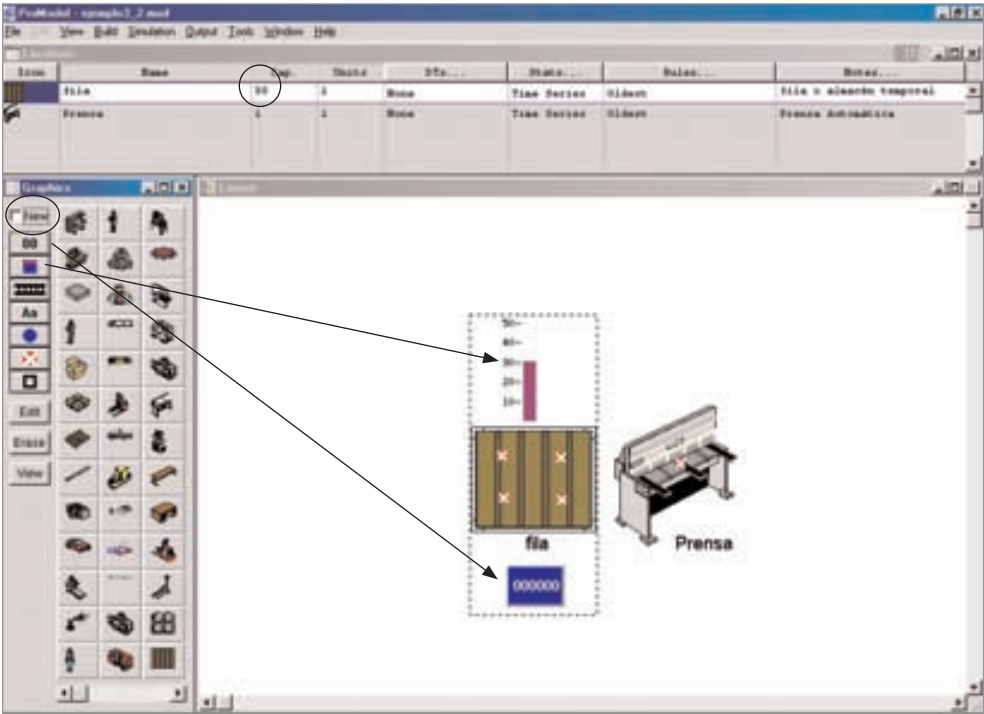 ProModel - ejemplo3_2.mod
File View Build Simulation Output Tools Window Help
Icon Name Cap. Units DTs... Stats... Rules... Notes...
fila 1 None Time Series Oldest fila o almacén temporal
Prensa 1 1 None Time Series Oldest Prensa Automática
Graphics
Layout
New
00
Aa
Edit
Erase
View
50-
40-
30-
20-
10-
fila
Prensa
000000